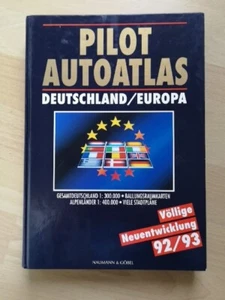 PILOT
AUTOATLAS
DEUTSCHLAND/EUROPA
GESAMTDEUTSCHLAND 1: 300.000 • BALLUNGSRAUMKARTEN
ALPENLÄNDER 1: 400.000 • VIELE STADTPLÄNE
Völlige
Neuentwicklung
92/93
NAUMANN & GÖBEL